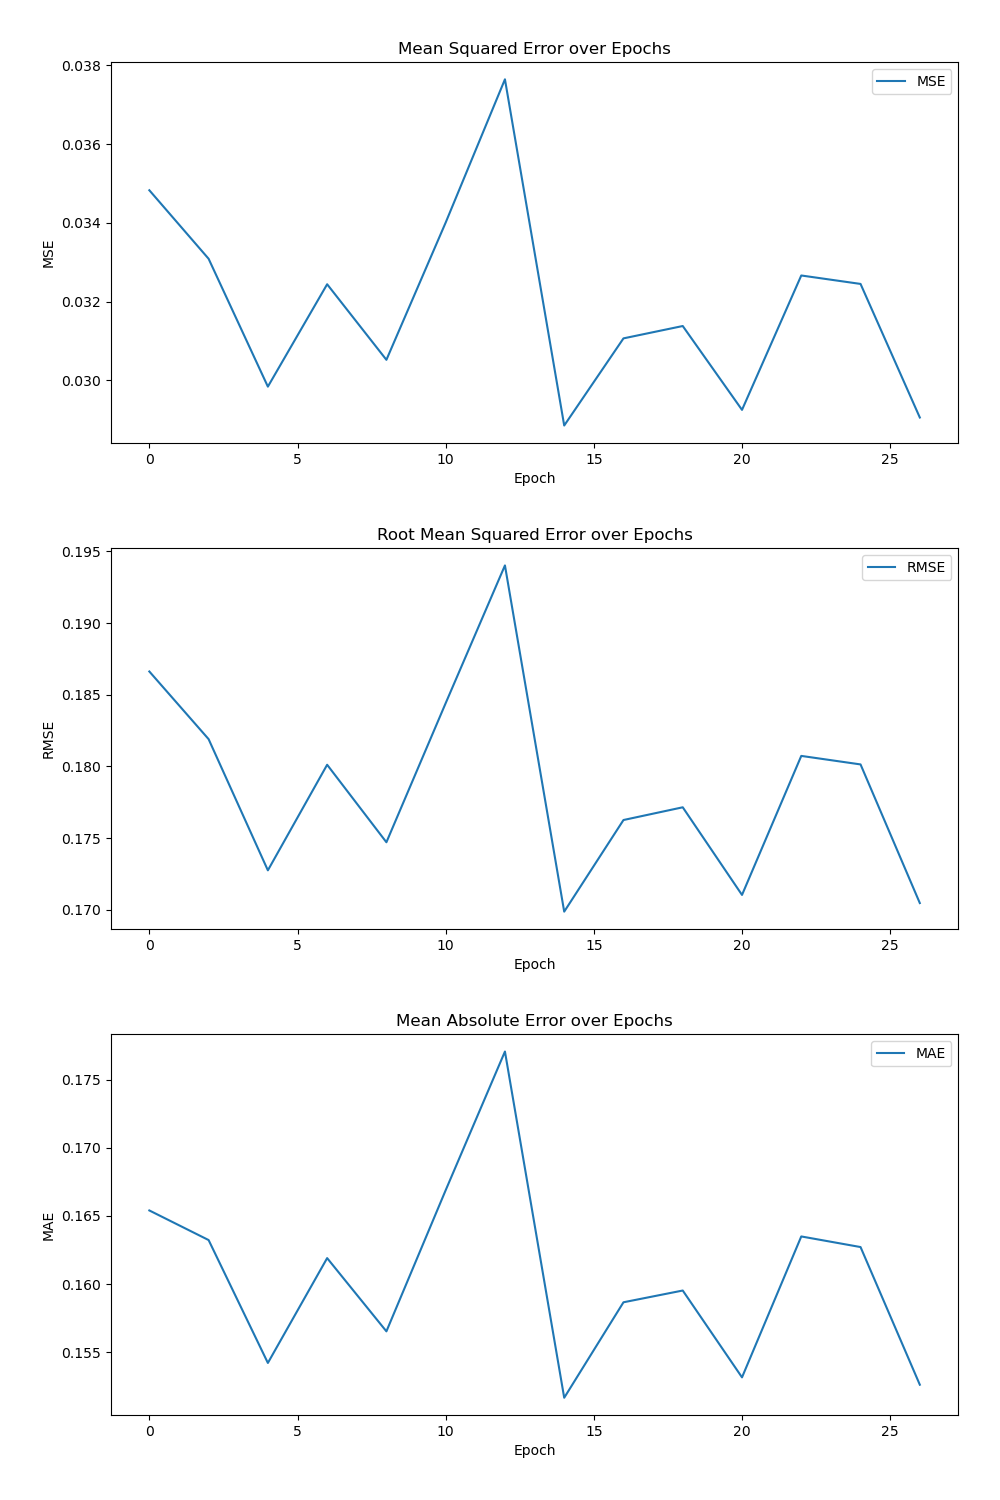 Mean Squared Error over Epochs
0.038
MSE
0.036
0.034
MSE
0.032
0.030
0 5 10 15 20 25
Epoch
Root Mean Squared Error over Epochs
0.195
RMSE
0.190
0.185
RMSE
0.180
0.175
0.170
0 5 10 15 20 25
Epoch
Mean Absolute Error over Epochs
MAE
0.175
0.170
0.165
MAE
0.160
0.155
0 5 10 15 20 25
Epoch